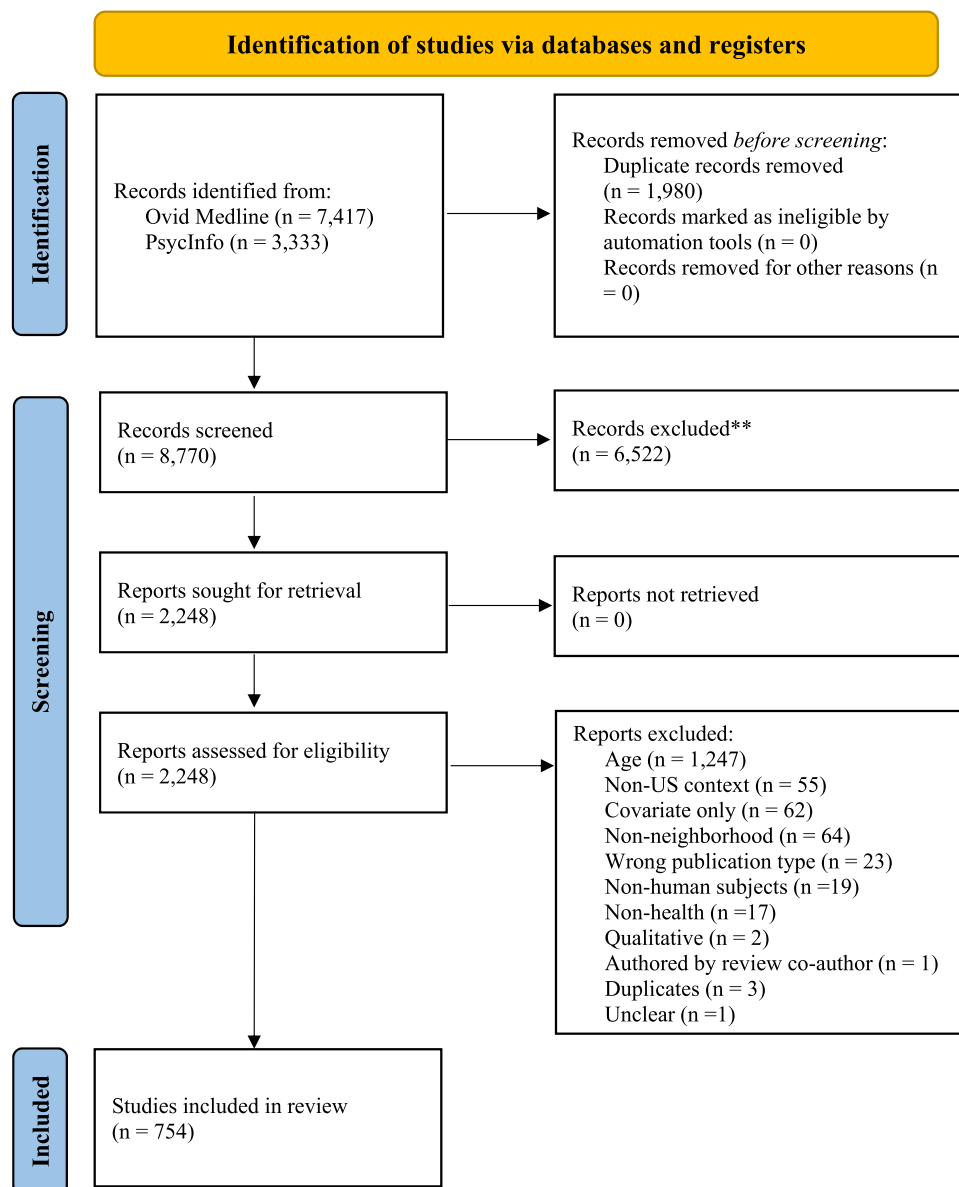 Identification of studies via databases and registers
Identification
Records identified from:
Ovid Medline (n = 7,417)
PsycInfo (n = 3,333)
Records removed before screening:
Duplicate records removed
(n = 1,980)
Records marked as ineligible by
automation tools (n = 0)
Records removed for other reasons (n
= 0)
Screening
Records screened
(n = 8,770)
Records excluded**
(n = 6,522)
Reports sought for retrieval
(n = 2,248)
Reports not retrieved
(n = 0)
Reports assessed for eligibility
(n = 2,248)
Reports excluded:
Age (n = 1,247)
Non-US context (n = 55)
Covariate only (n = 62)
Non-neighborhood (n = 64)
Wrong publication type (n = 23)
Non-human subjects (n =19)
Non-health (n =17)
Qualitative (n = 2)
Authored by review co-author (n = 1)
Duplicates (n = 3)
Unclear (n =1)
Included
Studies included in review
(n = 754)